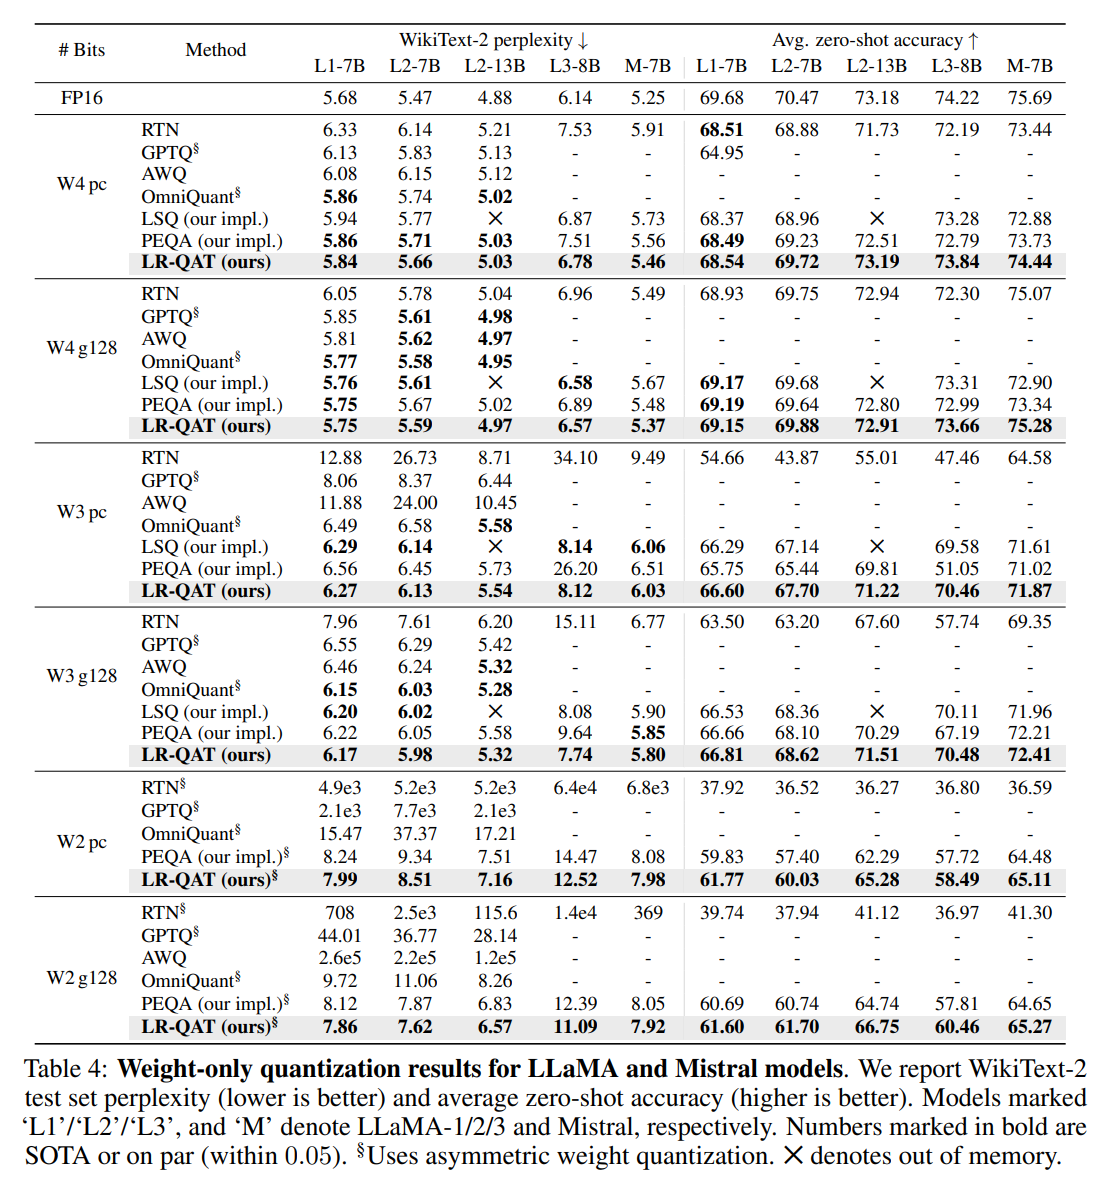 # Bits Method WikiText-2 perplexity ↓ Avg. zero-shot accuracy ↑
L1-7B L2-7B L2-13B L3-8B M-7B L1-7B L2-7B L2-13B L3-8B M-7B
FP16 5.68 5.47 4.88 6.14 5.25 69.68 70.47 73.18 74.22 75.69
W4 pc
RTN 6.33 6.14 5.21 7.53 5.91 68.51 68.88 71.73 72.19 73.44
GPTQ§ 6.13 5.83 5.13 - - 64.95 - - - -
AWQ 6.08 6.15 5.12 - - - - - - -
OmniQuant§ 5.86 5.74 5.02 - - - - - - -
LSQ (our impl.) 5.94 5.77 ✕ 6.87 5.73 68.37 68.96 ✕ 73.28 72.88
PEQA (our impl.) 5.86 5.71 5.03 7.51 5.56 68.49 69.23 72.51 72.79 73.73
LR-QAT (ours) 5.84 5.66 5.03 6.78 5.46 68.54 69.72 73.19 73.84 74.44
W4 g128
RTN 6.05 5.78 5.04 6.96 5.49 68.93 69.75 72.94 72.30 75.07
GPTQ§ 5.85 5.61 4.98 - - - - - - -
AWQ 5.81 5.62 4.97 - - - - - - -
OmniQuant§ 5.77 5.58 4.95 - - - - - - -
LSQ (our impl.) 5.76 5.61 ✕ 6.58 5.67 69.17 69.68 ✕ 73.31 72.90
PEQA (our impl.) 5.75 5.67 5.02 6.89 5.48 69.19 69.64 72.80 72.99 73.34
LR-QAT (ours) 5.75 5.59 4.97 6.57 5.37 69.15 69.88 72.91 73.66 75.28
W3 pc
RTN 12.88 26.73 8.71 34.10 9.49 54.66 43.87 55.01 47.46 64.58
GPTQ§ 8.06 8.37 6.44 - - - - - - -
AWQ 11.88 24.00 10.45 - - - - - - -
OmniQuant§ 6.49 6.58 5.58 - - - - - - -
LSQ (our impl.) 6.29 6.14 ✕ 8.14 6.06 66.29 67.14 ✕ 69.58 71.61
PEQA (our impl.) 6.56 6.45 5.73 26.20 6.51 65.75 65.44 69.81 51.05 71.02
LR-QAT (ours) 6.27 6.13 5.54 8.12 6.03 66.60 67.70 71.22 70.46 71.87
W3 g128
RTN 7.96 7.61 6.20 15.11 6.77 63.50 63.20 67.60 57.74 69.35
GPTQ§ 6.55 6.29 5.42 - - - - - - -
AWQ 6.46 6.24 5.32 - - - - - - -
OmniQuant§ 6.15 6.03 5.28 - - - - - - -
LSQ (our impl.) 6.20 6.02 ✕ 8.08 5.90 66.53 68.36 ✕ 70.11 71.96
PEQA (our impl.) 6.22 6.05 5.58 9.64 5.85 66.66 68.10 70.29 67.19 72.21
LR-QAT (ours) 6.17 5.98 5.32 7.74 5.80 66.81 68.62 71.51 70.48 72.41
W2 pc
RTN§ 4.9e3 5.2e3 5.2e3 6.4e4 6.8e3 37.92 36.52 36.27 36.80 36.59
GPTQ§ 2.1e3 7.7e3 2.1e3 - - - - - - -
OmniQuant§ 15.47 37.37 17.21 - - - - - - -
PEQA (our impl.)§ 8.24 9.34 7.51 14.47 8.08 59.83 57.40 62.29 57.72 64.48
LR-QAT (ours)§ 7.99 8.51 7.16 12.52 7.98 61.77 60.03 65.28 58.49 65.11
W2 g128
RTN§ 708 2.5e3 115.6 1.4e4 369 39.74 37.94 41.12 36.97 41.30
GPTQ§ 44.01 36.77 28.14 - - - - - - -
AWQ 2.6e5 2.2e5 1.2e5 - - - - - - -
OmniQuant§ 9.72 11.06 8.26 - - - - - - -
PEQA (our impl.)§ 8.12 7.87 6.83 12.39 8.05 60.69 60.74 64.74 57.81 64.65
LR-QAT (ours)§ 7.86 7.62 6.57 11.09 7.92 61.60 61.70 66.75 60.46 65.27
Table 4: Weight-only quantization results for LLaMA and Mistral models. We report WikiText-2
test set perplexity (lower is better) and average zero-shot accuracy (higher is better). Models marked
‘L1’/‘L2’/‘L3’, and ‘M’ denote LLaMA-1/2/3 and Mistral, respectively. Numbers marked in bold are
SOTA or on par (within 0.05). §Uses asymmetric weight quantization. ✕ denotes out of memory.